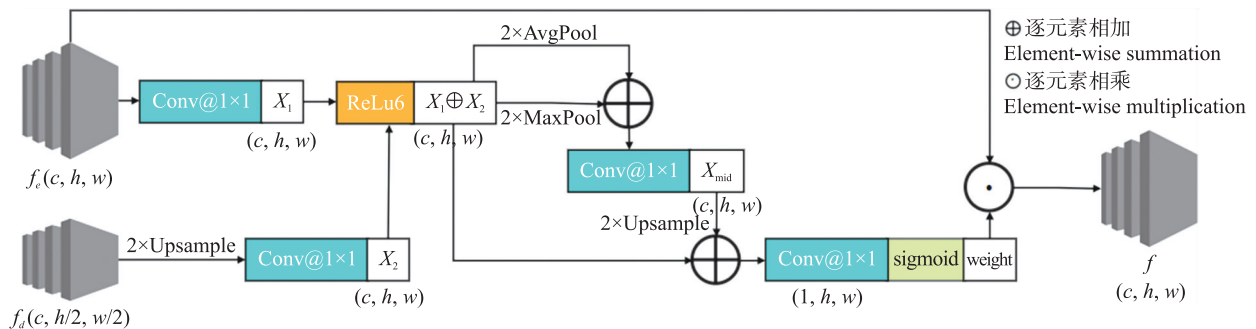 2×AvgPool
⊕逐元素相加
Element-wise summation
⊙逐元素相乘
Element-wise multiplication
Conv@1×1 X₁
(c, h, w)
ReLu6 X₁⊕X₂
(c, h, w)
2×MaxPool
fₑ(c, h, w)
Conv@1×1 Xmid
(c, h, w)
2×Upsample
2×Upsample
Conv@1×1 X₂
(c, h, w)
f_d(c, h/2, w/2)
Conv@1×1 sigmoid weight
(1, h, w)
f
(c, h, w)